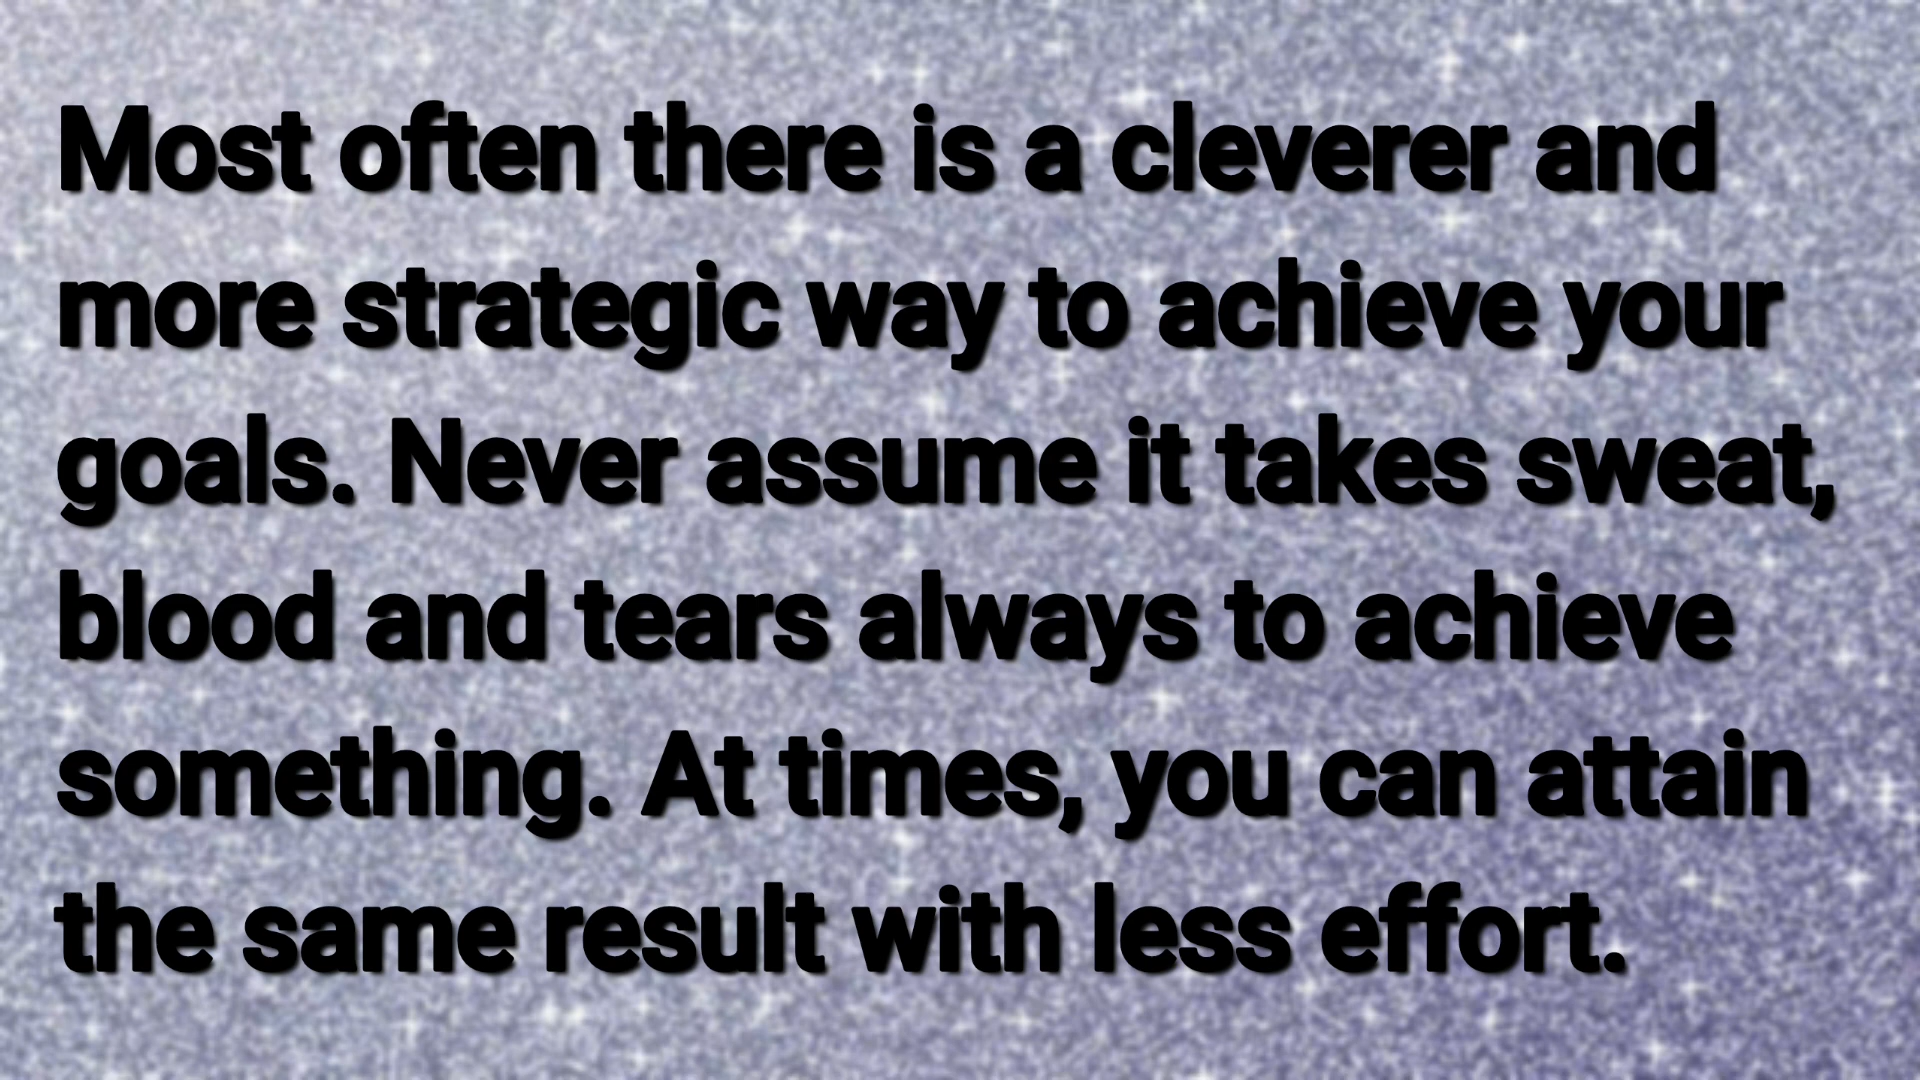 Most often there is a cleverer and
more strategic way to achieve your
goals. Never assume it takes sweat,
blood and tears always to achieve
something. At times, you can attain
the same result with less effort.